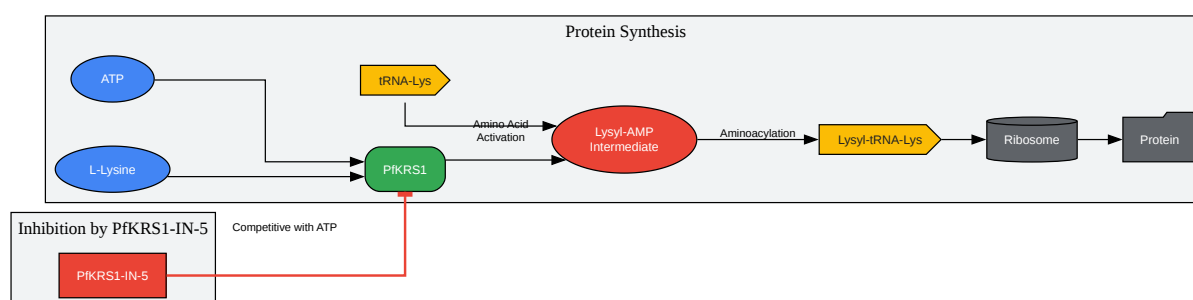 Protein Synthesis
ATP
tRNA-Lys
Amino Acid
Activation
Lysyl-AMP
Intermediate
Aminoacylation
Lysyl-tRNA-Lys
Ribosome
Protein
L-Lysine
PfKRS1
Inhibition by PfKRS1-IN-5
Competitive with ATP
PfKRS1-IN-5